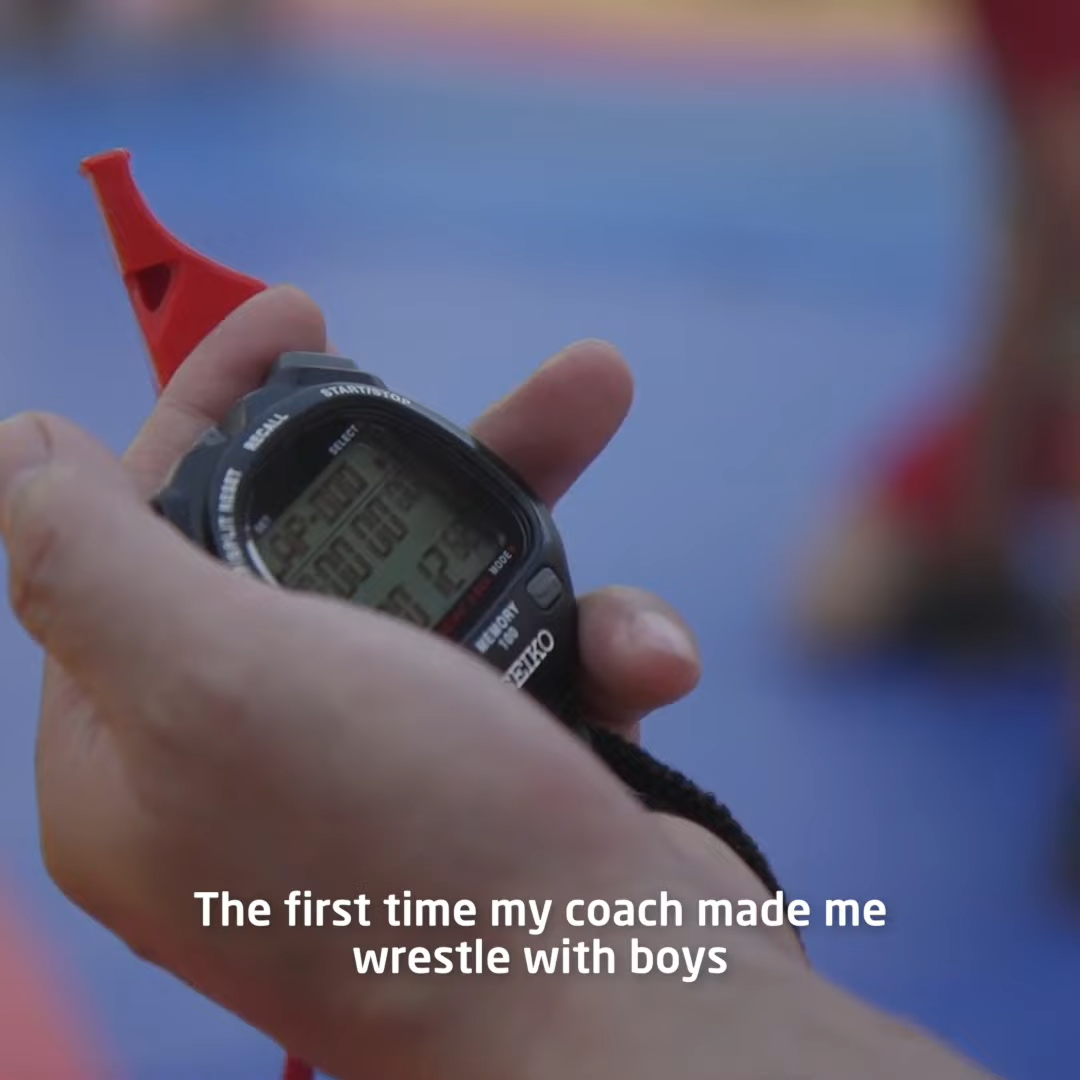 START/STOP
RECALL
SELECT
SPLIT/RESET
SET
MODE
MEMORY
100
SEIKO
The first time my coach made me
wrestle with boys